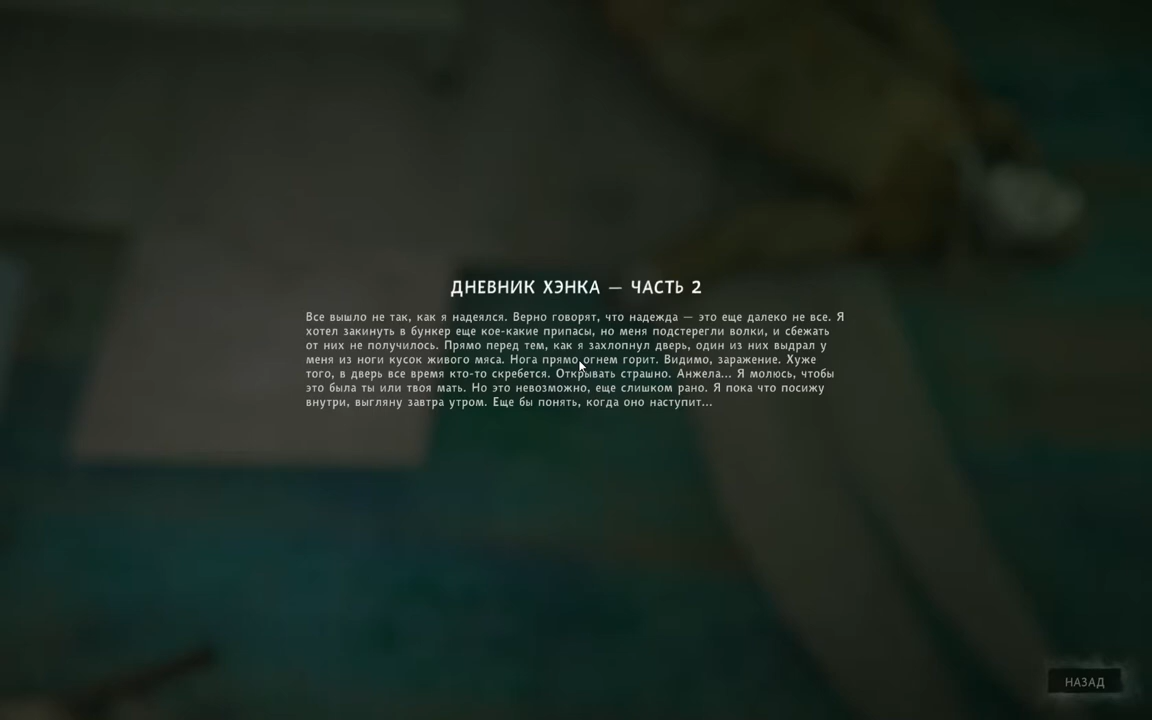 ДНЕВНИК ХЭНКА — ЧАСТЬ 2
Все вышло не так, как я надеялся. Верно говорят, что надежда — это еще далеко не все. Я
хотел закинуть в бункер еще кое-какие припасы, но меня подстерегли волки, и сбежать
от них не получилось. Прямо перед тем, как я захлопнул дверь, один из них выдрал у
меня из ноги кусок живого мяса. Нога прямо огнем горит. Видимо, заражение. Хуже
того, в дверь все время кто-то скребется. Открывать страшно. Анжела... Я молюсь, чтобы
это была ты или твоя мать. Но это невозможно, еще слишком рано. Я пока что посижу
внутри, выгляну завтра утром. Еще бы понять, когда оно наступит...
НАЗАД